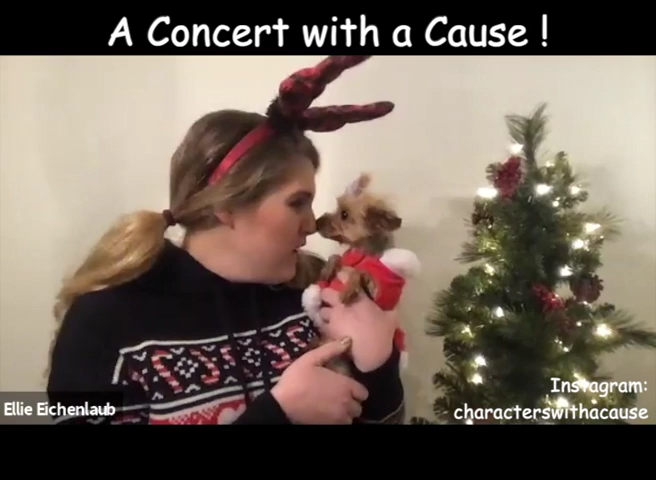 A Concert with a Cause !
Ellie Eichenlaub
Instagram:
characterswithacause